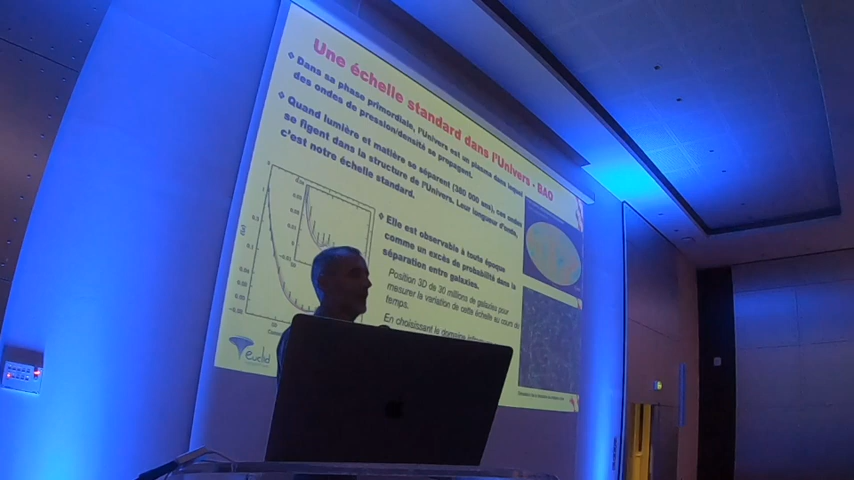 Une échelle standard dans l'Univers - BAO
Dans sa phase primordiale, l'Univers est un plasma dans lequel
des ondes de pression/densité se propagent.
Quand lumière et matière se séparent (380 000 ans), ces ondes
se figent dans la structure de l'Univers. Leur longueur d'onde,
c'est notre échelle standard.
Elle est observable à toute époque
comme un excès de probabilité dans la
séparation entre galaxies.
Position 3D de 30 millions de galaxies pour
mesurer la variation de cette échelle au cours du
temps.
En choisissant le domaine
euclid